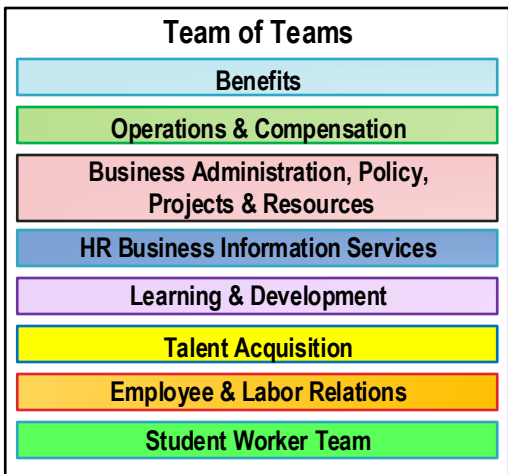 Team of Teams
Benefits
Operations & Compensation
Business Administration, Policy,
Projects & Resources
HR Business Information Services
Learning & Development
Talent Acquisition
Employee & Labor Relations
Student Worker Team